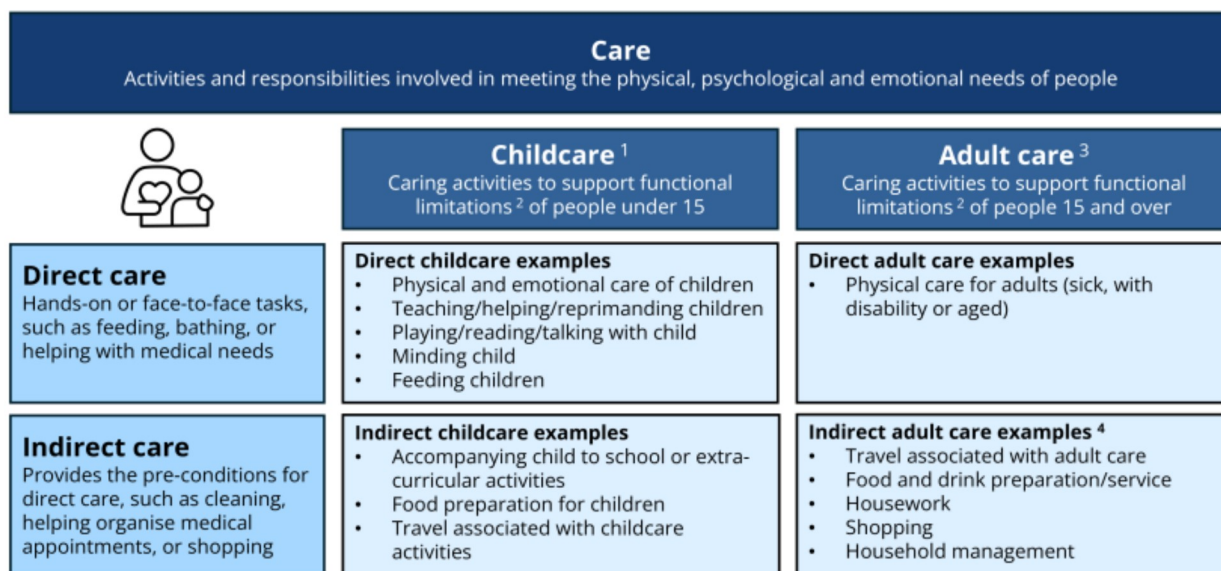 Care
Activities and responsibilities involved in meeting the physical, psychological and emotional needs of people
Childcare 1
Caring activities to support functional
limitations 2 of people under 15
Adult care 3
Caring activities to support functional
limitations 2 of people 15 and over
Direct care
Hands-on or face-to-face tasks,
such as feeding, bathing, or
helping with medical needs
Direct childcare examples
• Physical and emotional care of children
• Teaching/helping/reprimanding children
• Playing/reading/talking with child
• Minding child
• Feeding children
Direct adult care examples
• Physical care for adults (sick, with
disability or aged)
Indirect care
Provides the pre-conditions for
direct care, such as cleaning,
helping organise medical
appointments, or shopping
Indirect childcare examples
• Accompanying child to school or extra-
curricular activities
• Food preparation for children
• Travel associated with childcare
activities
Indirect adult care examples 4
• Travel associated with adult care
• Food and drink preparation/service
• Housework
• Shopping
• Household management